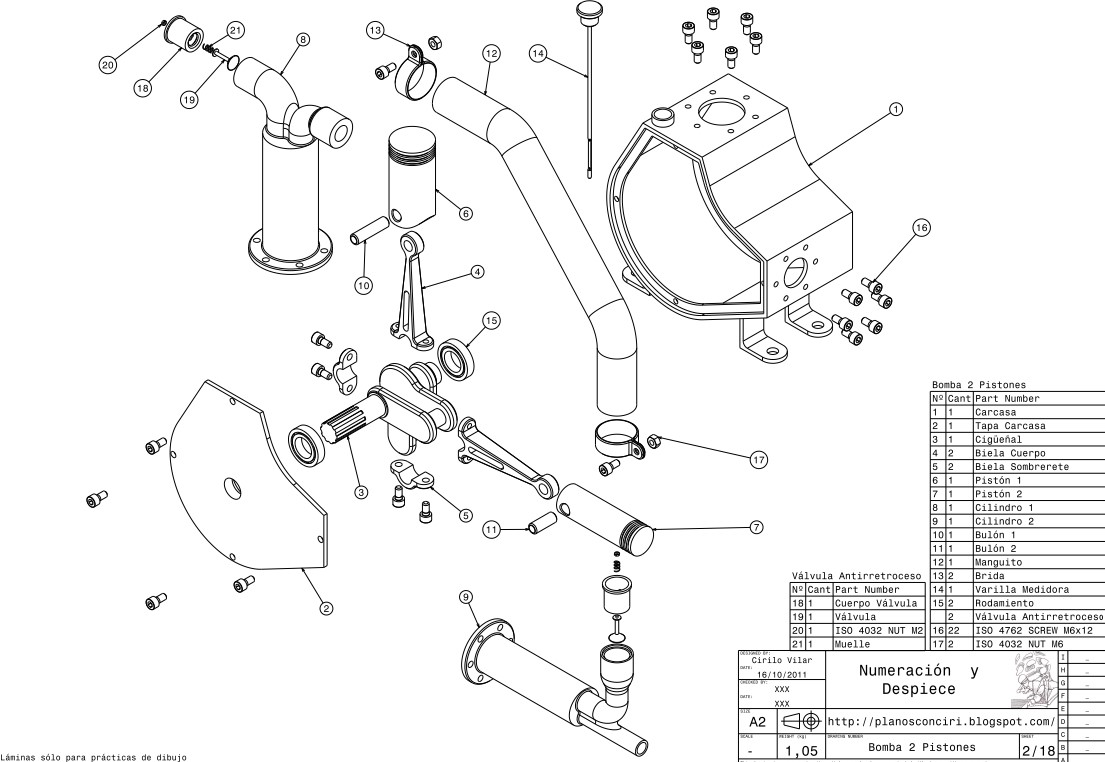 20
18
21
19
8
13
12
14
1
6
10
4
16
15
3
5
11
17
7
2
9
Bomba 2 Pistones
Nº Cant Part Number
1 1 Carcasa
2 1 Tapa Carcasa
3 1 Cigüeñal
4 2 Biela Cuerpo
5 2 Biela Sombrerete
6 1 Pistón 1
7 1 Pistón 2
8 1 Cilindro 1
9 1 Cilindro 2
10 1 Bulón 1
11 1 Bulón 2
12 1 Manguito
13 2 Brida
14 1 Varilla Medidora
15 2 Rodamiento
2 Válvula Antirretroceso
16 22 ISO 4762 SCREW M6x12
17 2 ISO 4032 NUT M6
Válvula Antirretroceso
Nº Cant Part Number
18 1 Cuerpo Válvula
19 1 Válvula
20 1 ISO 4032 NUT M2
21 1 Muelle
DESIGNED BY:
Cirilo Vilar
DATE:
16/10/2011
CHECKED BY:
XXX
DATE:
XXX
SIZE
A2
Numeración y
Despiece
http://planosconciri.blogspot.com/
SCALE
-
WEIGHT (kg)
1,05
DRAWING NUMBER
Bomba 2 Pistones
SHEET
2/18
I -
H -
G -
F -
E -
D -
C -
B -
A
Láminas sólo para prácticas de dibujo